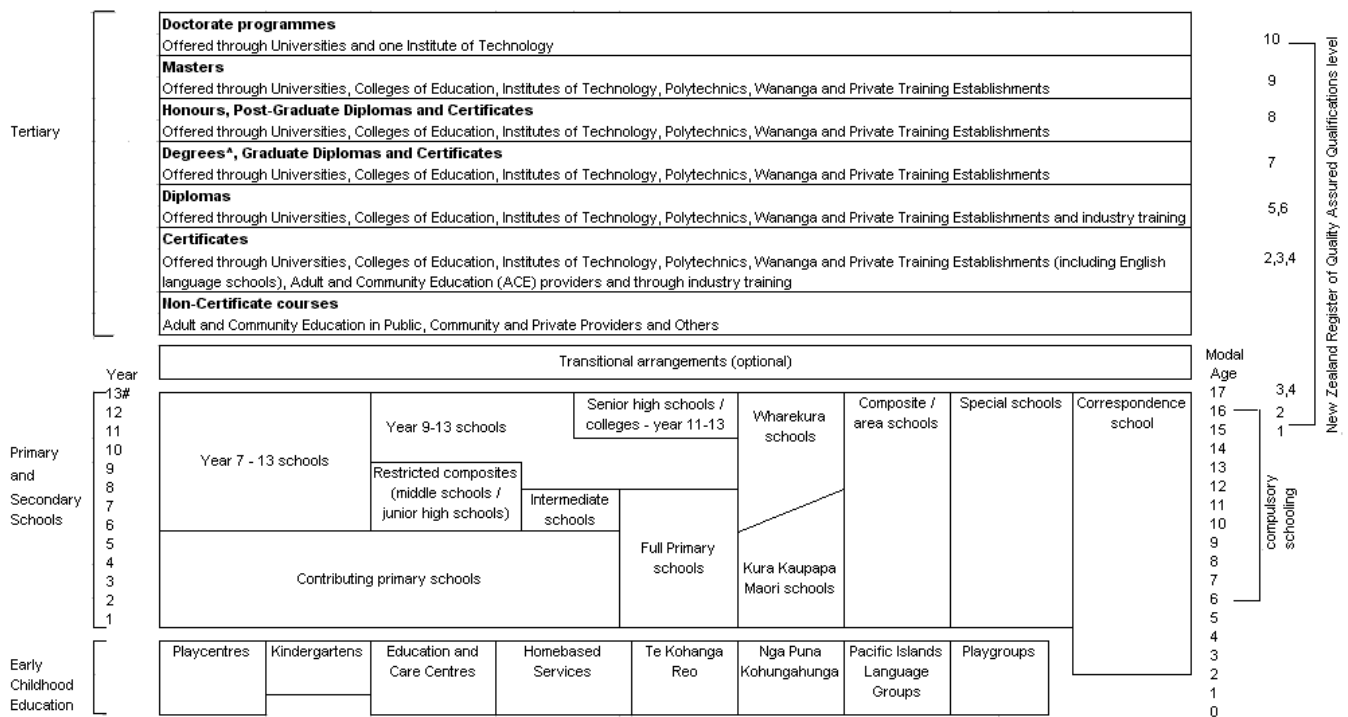 Tertiary
Doctorate programmes
Offered through Universities and one Institute of Technology
Masters
Offered through Universities, Colleges of Education, Institutes of Technology, Polytechnics, Wananga and Private Training Establishments
Honours, Post-Graduate Diplomas and Certificates
Offered through Universities, Colleges of Education, Institutes of Technology, Polytechnics, Wananga and Private Training Establishments
Degrees^, Graduate Diplomas and Certificates
Offered through Universities, Colleges of Education, Institutes of Technology, Polytechnics, Wananga and Private Training Establishments
Diplomas
Offered through Universities, Colleges of Education, Institutes of Technology, Polytechnics, Wananga and Private Training Establishments and industry training
Certificates
Offered through Universities, Colleges of Education, Institutes of Technology, Polytechnics, Wananga and Private Training Establishments (including English
language schools), Adult and Community Education (ACE) providers and through industry training
Non-Certificate courses
Adult and Community Education in Public, Community and Private Providers and Others
10
9
8
7
5,6
2,3,4
New Zealand Register of Quality Assured Qualifications level
Transitional arrangements (optional)
Primary
and
Secondary
Schools
Year
13#
12
11
10
9
8
7
6
5
4
3
2
1
Year 7 - 13 schools
Year 9-13 schools
Senior high schools /
colleges - year 11-13
Restricted composites
(middle schools /
junior high schools)
Intermediate
schools
Contributing primary schools
Full Primary
schools
Wharekura
schools
Kura Kaupapa
Maori schools
Composite /
area schools
Special schools
Correspondence
school
Modal
Age
17
16
15
14
13
12
11
10
9
8
7
6
5
4
3
2
1
0
3,4
2
1
compulsory
schooling
Early
Childhood
Education
Playcentres
Kindergartens
Education and
Care Centres
Homebased
Services
Te Kohanga
Reo
Nga Puna
Kohungahunga
Pacific Islands
Language
Groups
Playgroups